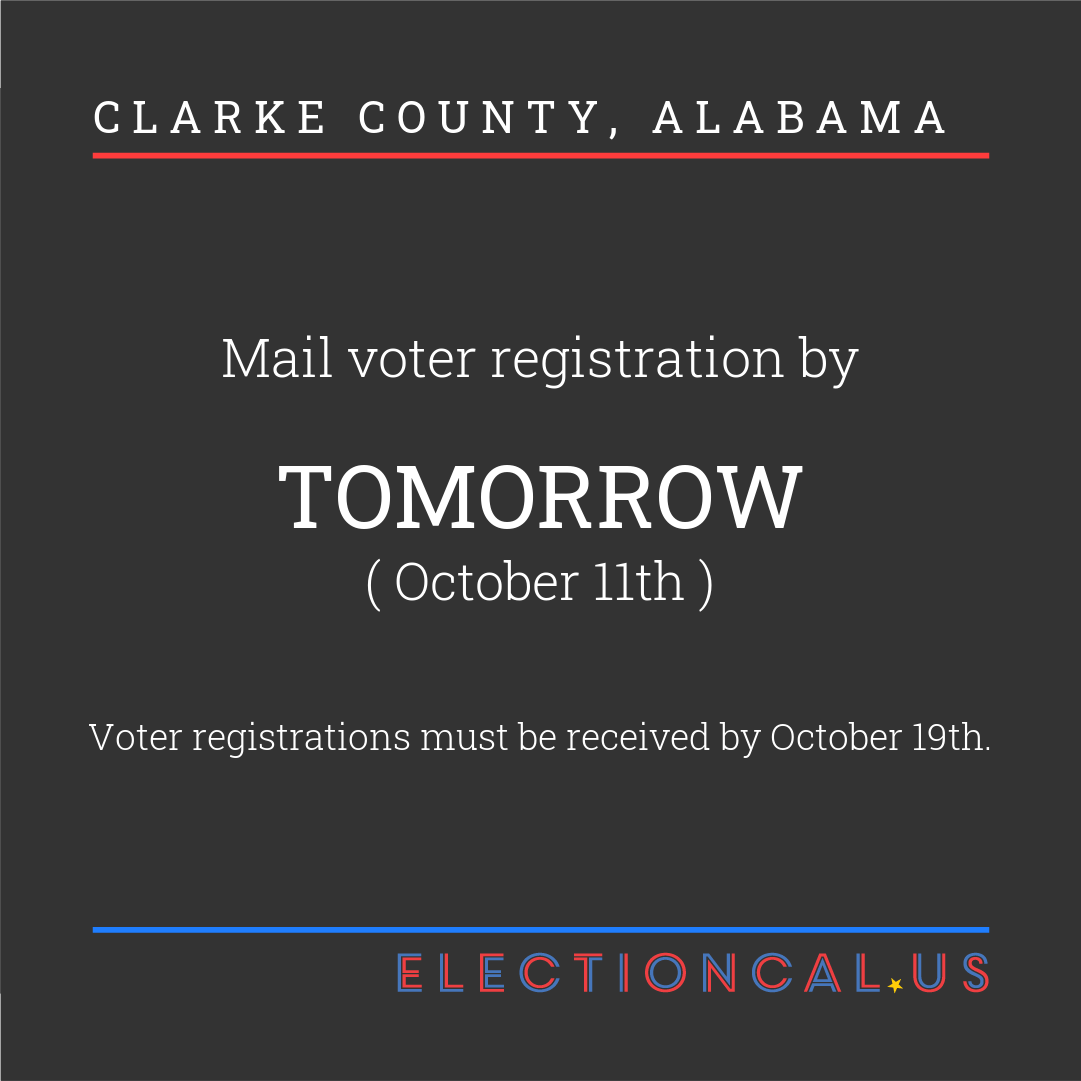 CLARKE COUNTY, ALABAMA
Mail voter registration by
TOMORROW
( October 11th )
Voter registrations must be received by October 19th.
ELECTIONCAL.US